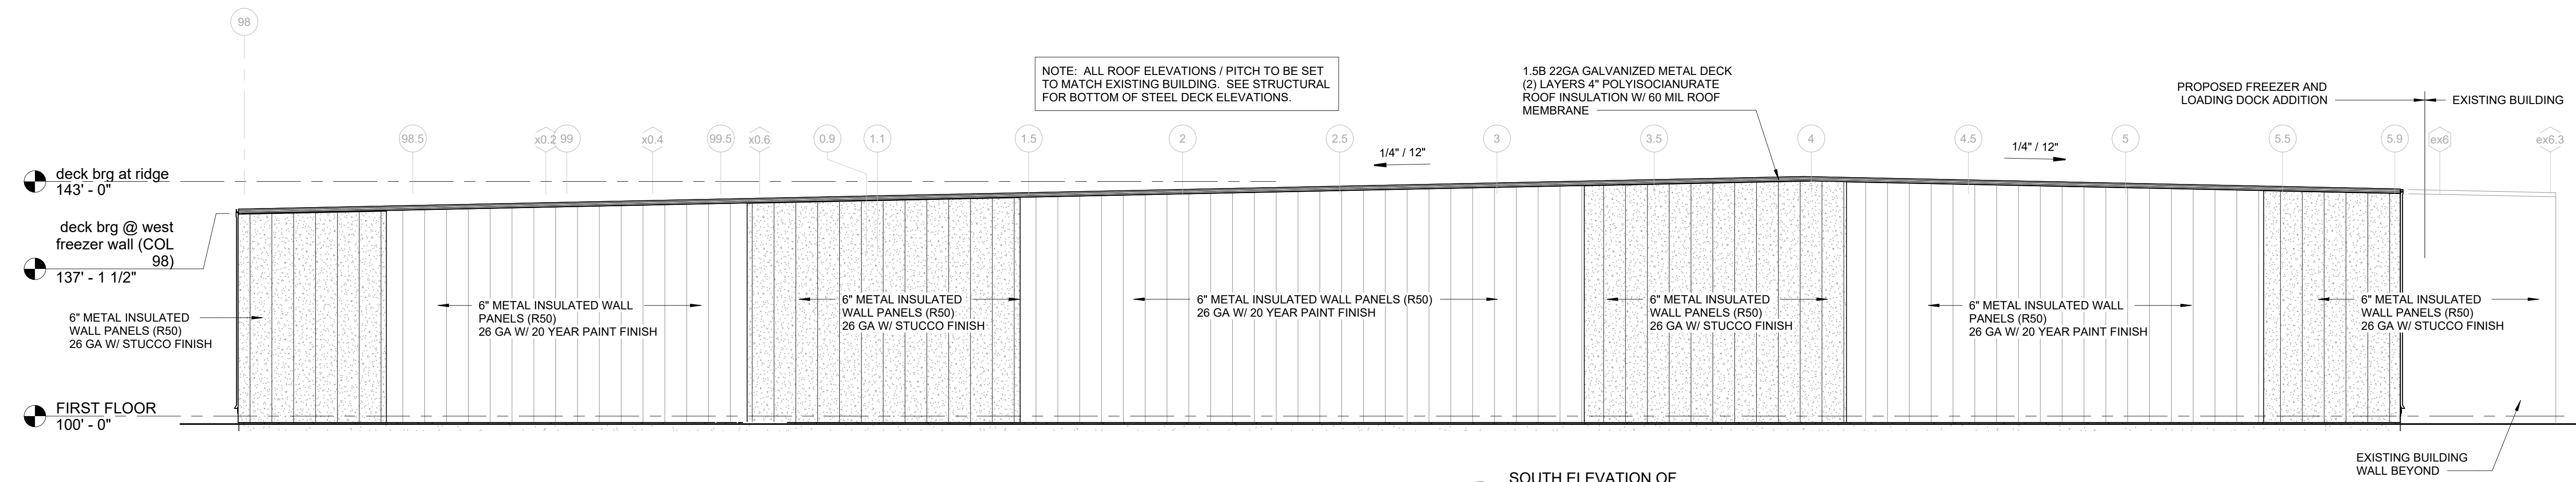 98
NOTE: ALL ROOF ELEVATIONS / PITCH TO BE SET
TO MATCH EXISTING BUILDING. SEE STRUCTURAL
FOR BOTTOM OF STEEL DECK ELEVATIONS.
1.5B 22GA GALVANIZED METAL DECK
(2) LAYERS 4" POLYISOCIANURATE
ROOF INSULATION W/ 60 MIL ROOF
MEMBRANE
PROPOSED FREEZER AND
LOADING DOCK ADDITION
EXISTING BUILDING
98.5
x0.2
99
x0.4
99.5
x0.6
0.9
1.1
1.5
2
2.5
3
3.5
4
4.5
5
5.5
5.9
ex6
ex6.3
1/4" / 12"
1/4" / 12"
deck brg at ridge
143' - 0"
deck brg @ west
freezer wall (COL
98)
137' - 1 1/2"
6" METAL INSULATED
WALL PANELS (R50)
26 GA W/ STUCCO FINISH
6" METAL INSULATED WALL
PANELS (R50)
26 GA W/ 20 YEAR PAINT FINISH
6" METAL INSULATED
WALL PANELS (R50)
26 GA W/ STUCCO FINISH
6" METAL INSULATED WALL PANELS (R50)
26 GA W/ 20 YEAR PAINT FINISH
6" METAL INSULATED
WALL PANELS (R50)
26 GA W/ STUCCO FINISH
6" METAL INSULATED WALL
PANELS (R50)
26 GA W/ 20 YEAR PAINT FINISH
6" METAL INSULATED
WALL PANELS (R50)
26 GA W/ STUCCO FINISH
FIRST FLOOR
100' - 0"
EXISTING BUILDING
WALL BEYOND
SOUTH ELEVATION OF